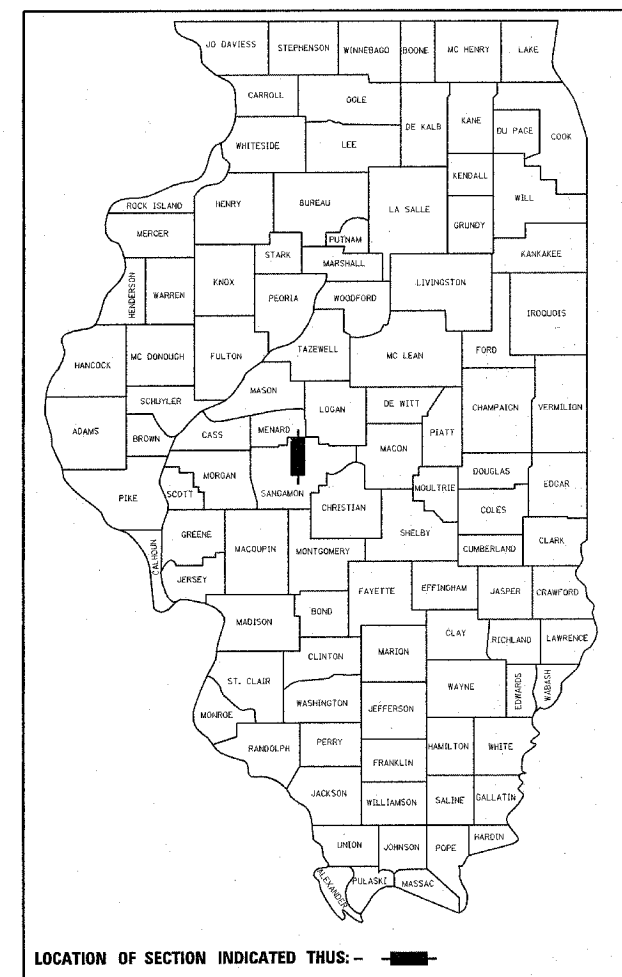 JO DAVIESS STEPHENSON WINNEBAGO BOONE MC HENRY LAKE
CARROLL OGLE DE KALB KANE DU PAGE COOK
WHITESIDE LEE KENDALL WILL
ROCK ISLAND HENRY BUREAU LA SALLE GRUNDY
MERCER PUTNAM KANKAKEE
HENDERSON WARREN KNOX STARK MARSHALL LIVINGSTON
PEORIA WOODFORD IROQUOIS
HANCOCK MC DONOUGH FULTON TAZEWELL MC LEAN FORD
SCHUYLER MASON LOGAN DE WITT CHAMPAIGN VERMILION
ADAMS BROWN CASS MENARD MACON PIATT
PIKE SCOTT MORGAN SANGAMON CHRISTIAN MOULTRIE DOUGLAS EDGAR
COLES
GREENE MACOUPIN MONTGOMERY SHELBY CUMBERLAND CLARK
CALHOUN JERSEY FAYETTE EFFINGHAM JASPER CRAWFORD
MADISON BOND CLAY RICHLAND LAWRENCE
CLINTON MARION
ST. CLAIR WASHINGTON WAYNE EDWARDS WABASH
MONROE JEFFERSON
RANDOLPH PERRY HAMILTON WHITE
FRANKLIN
JACKSON WILLIAMSON SALINE GALLATIN
UNION JOHNSON POPE HARDIN
ALEXANDER PULASKI MASSAC
LOCATION OF SECTION INDICATED THUS: -